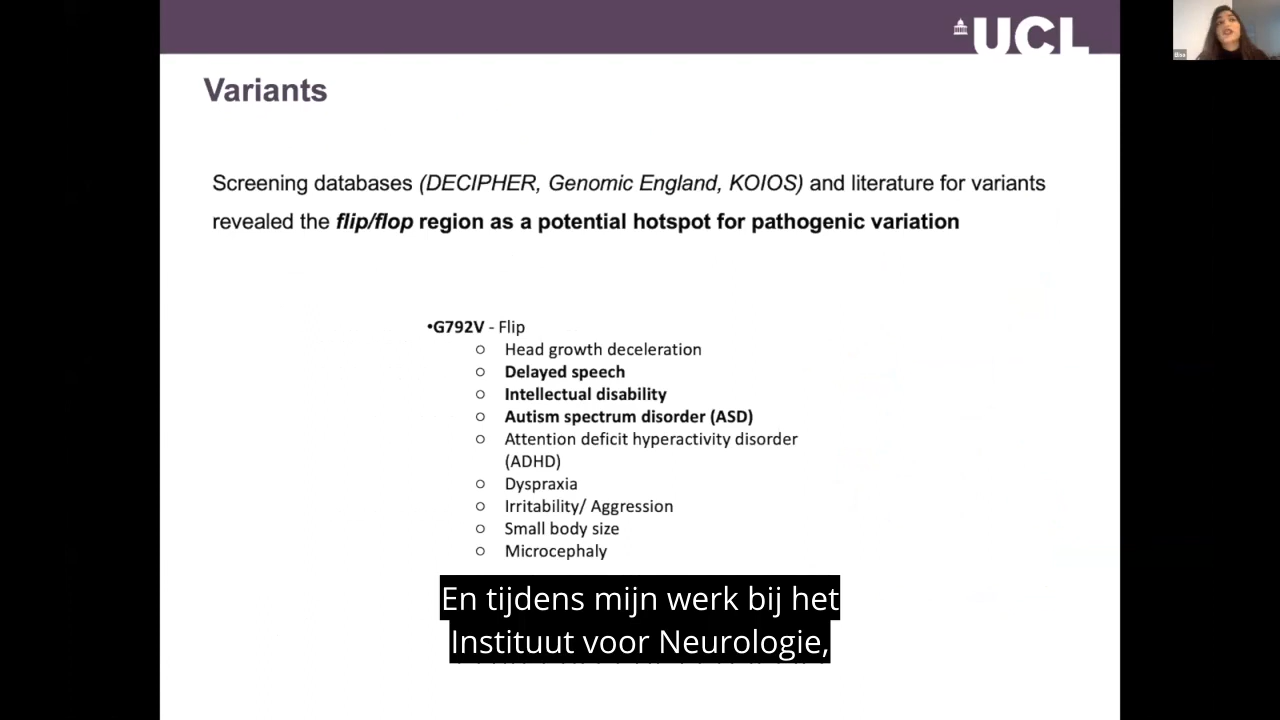 UCL
Elisa
Variants
Screening databases (DECIPHER, Genomic England, KOIOS) and literature for variants
revealed the flip/flop region as a potential hotspot for pathogenic variation
•G792V - Flip
○ Head growth deceleration
○ Delayed speech
○ Intellectual disability
○ Autism spectrum disorder (ASD)
○ Attention deficit hyperactivity disorder
(ADHD)
○ Dyspraxia
○ Irritability/ Aggression
○ Small body size
○ Microcephaly
En tijdens mijn werk bij het
Instituut voor Neurologie,